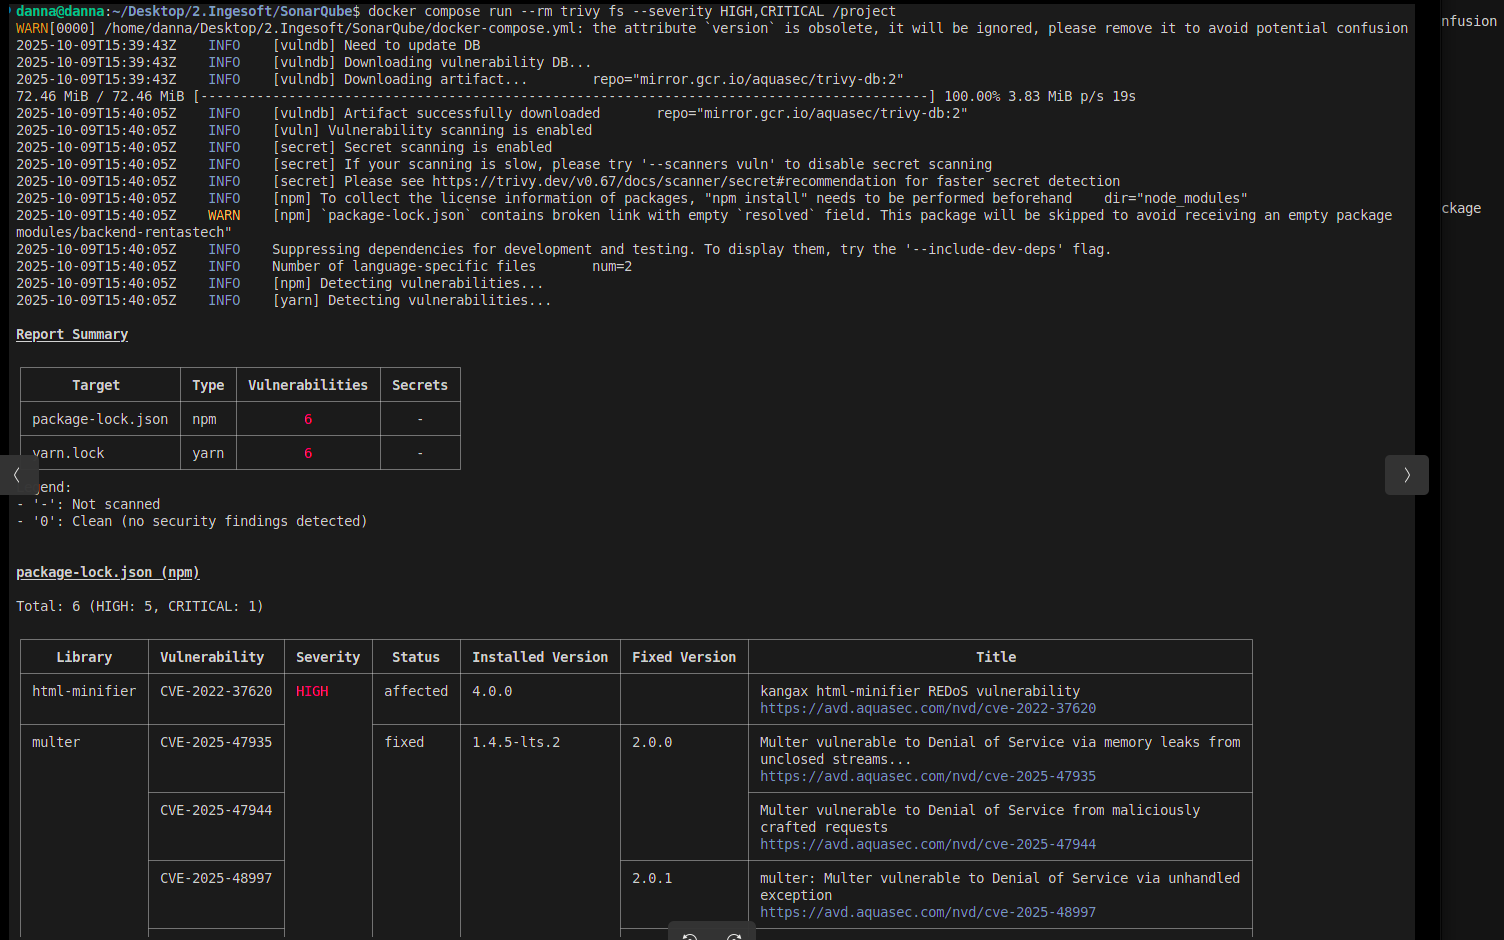 danna@danna:~/Desktop/2.Ingesoft/SonarQube$ docker compose run --rm trivy fs --severity HIGH,CRITICAL /project
WARN[0000] /home/danna/Desktop/2.Ingesoft/SonarQube/docker-compose.yml: the attribute `version` is obsolete, it will be ignored, please remove it to avoid potential confusion
nfusion
2025-10-09T15:39:43Z    INFO    [vulndb] Need to update DB
2025-10-09T15:39:43Z    INFO    [vulndb] Downloading vulnerability DB...
2025-10-09T15:39:43Z    INFO    [vulndb] Downloading artifact...        repo="mirror.gcr.io/aquasec/trivy-db:2"
72.46 MiB / 72.46 MiB [-------------------------------------------------------------------------------------------] 100.00% 3.83 MiB p/s 19s
2025-10-09T15:40:05Z    INFO    [vulndb] Artifact successfully downloaded       repo="mirror.gcr.io/aquasec/trivy-db:2"
2025-10-09T15:40:05Z    INFO    [vuln] Vulnerability scanning is enabled
2025-10-09T15:40:05Z    INFO    [secret] Secret scanning is enabled
2025-10-09T15:40:05Z    INFO    [secret] If your scanning is slow, please try '--scanners vuln' to disable secret scanning
2025-10-09T15:40:05Z    INFO    [secret] Please see https://trivy.dev/v0.67/docs/scanner/secret#recommendation for faster secret detection
2025-10-09T15:40:05Z    INFO    [npm] To collect the license information of packages, "npm install" needs to be performed beforehand    dir="node_modules"
2025-10-09T15:40:05Z    WARN    [npm] `package-lock.json` contains broken link with empty `resolved` field. This package will be skipped to avoid receiving an empty package
ckage
modules/backend-rentastech"
2025-10-09T15:40:05Z    INFO    Suppressing dependencies for development and testing. To display them, try the '--include-dev-deps' flag.
2025-10-09T15:40:05Z    INFO    Number of language-specific files       num=2
2025-10-09T15:40:05Z    INFO    [npm] Detecting vulnerabilities...
2025-10-09T15:40:05Z    INFO    [yarn] Detecting vulnerabilities...
Report Summary
Target Type Vulnerabilities Secrets
package-lock.json npm 6 -
yarn.lock yarn 6 -
gend:
- '-': Not scanned
- '0': Clean (no security findings detected)
package-lock.json (npm)
Total: 6 (HIGH: 5, CRITICAL: 1)
Library Vulnerability Severity Status Installed Version Fixed Version Title
html-minifier CVE-2022-37620 HIGH affected 4.0.0 kangax html-minifier REDoS vulnerability
https://avd.aquasec.com/nvd/cve-2022-37620
multer CVE-2025-47935 fixed 1.4.5-lts.2 2.0.0 Multer vulnerable to Denial of Service via memory leaks from
unclosed streams...
https://avd.aquasec.com/nvd/cve-2025-47935
CVE-2025-47944 Multer vulnerable to Denial of Service from maliciously
crafted requests
https://avd.aquasec.com/nvd/cve-2025-47944
CVE-2025-48997 2.0.1 multer: Multer vulnerable to Denial of Service via unhandled
exception
https://avd.aquasec.com/nvd/cve-2025-48997